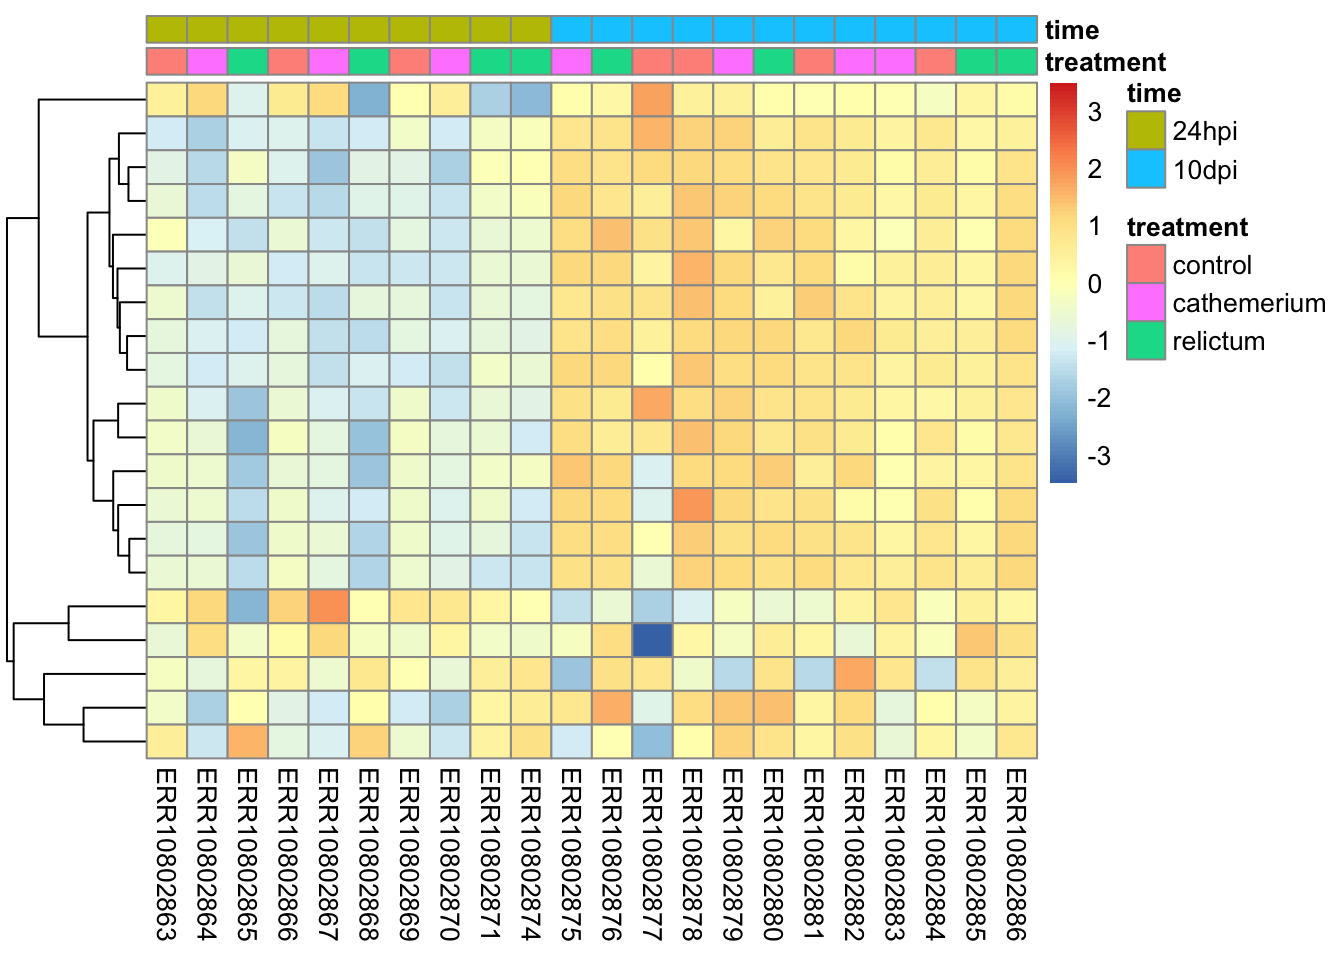 time
treatment
3
2
1
0
-1
-2
-3
time
24hpi
10dpi
treatment
control
cathemerium
relictum
ERR10802863
ERR10802864
ERR10802865
ERR10802866
ERR10802867
ERR10802868
ERR10802869
ERR10802870
ERR10802871
ERR10802874
ERR10802875
ERR10802876
ERR10802877
ERR10802878
ERR10802879
ERR10802880
ERR10802881
ERR10802882
ERR10802883
ERR10802884
ERR10802885
ERR10802886